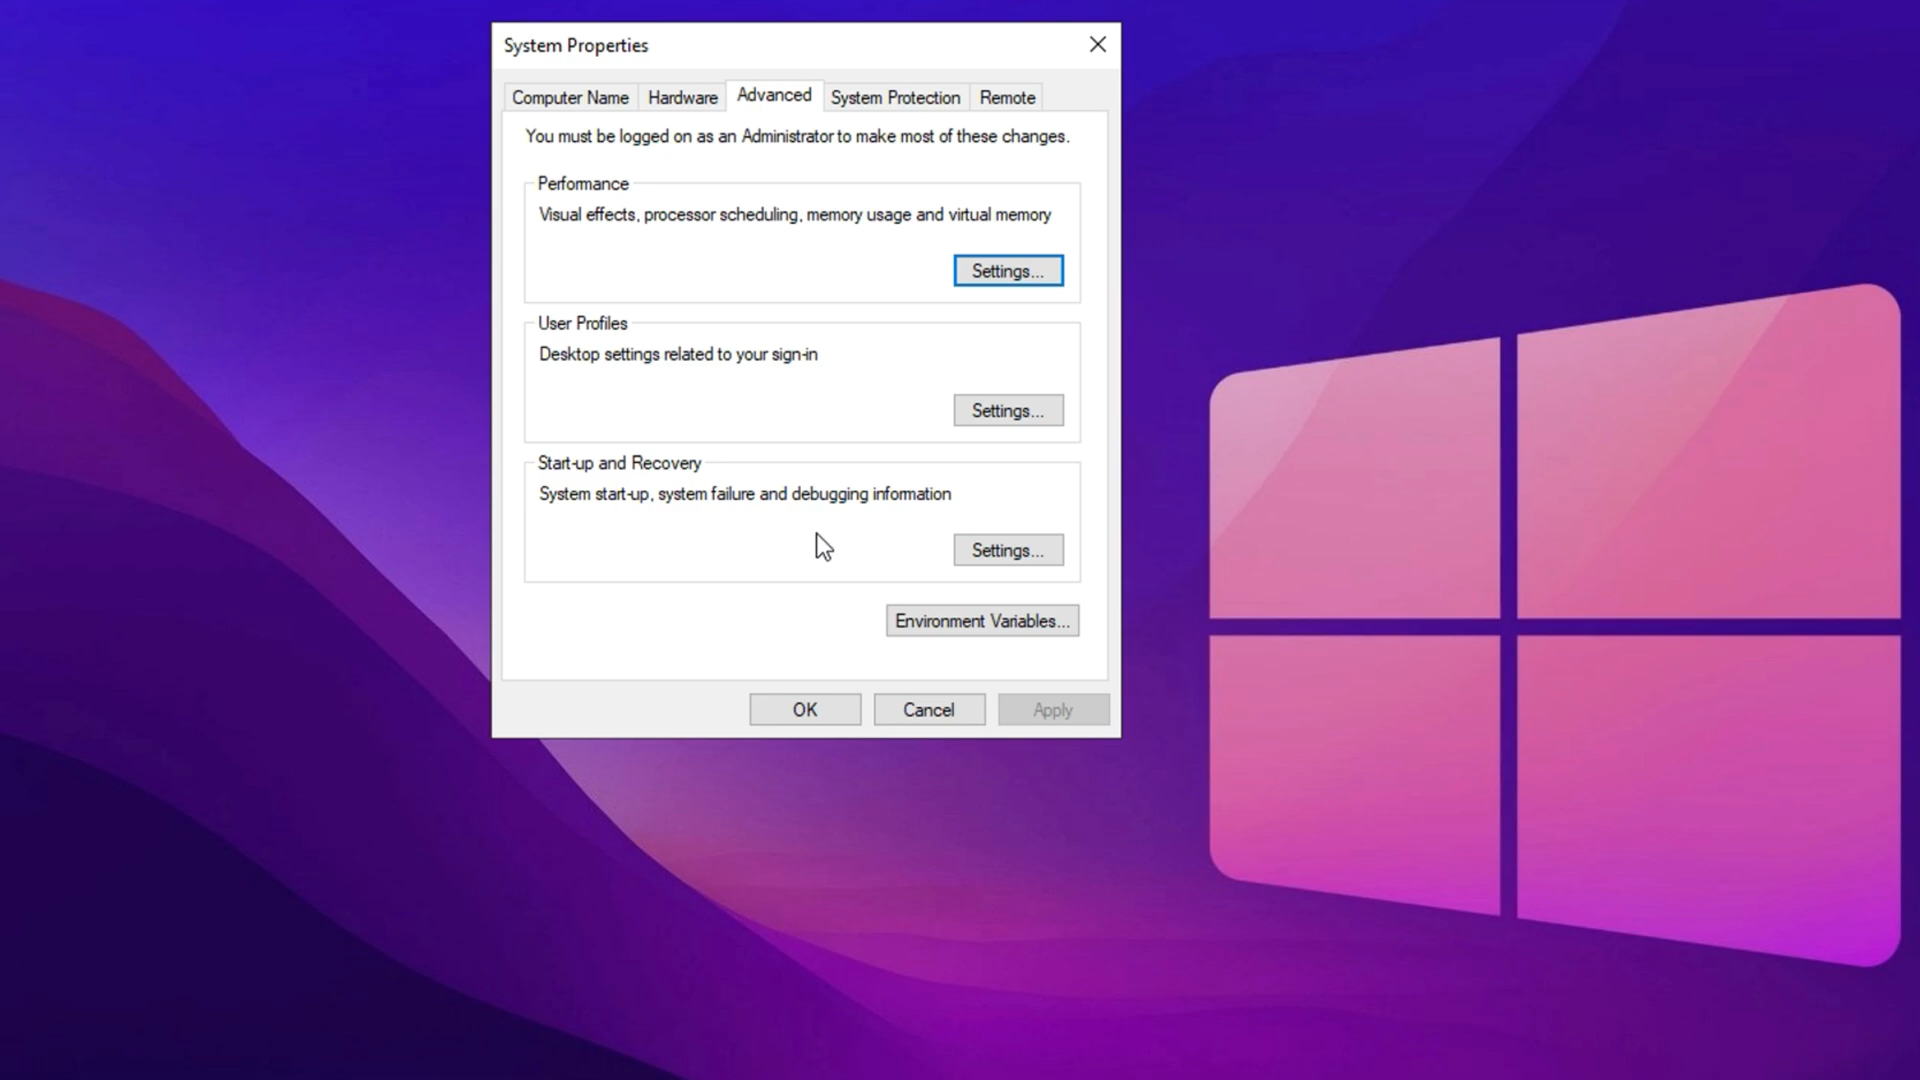 System Properties
Computer Name
Hardware
Advanced
System Protection
Remote
You must be logged on as an Administrator to make most of these changes.
Performance
Visual effects, processor scheduling, memory usage and virtual memory
Settings...
User Profiles
Desktop settings related to your sign-in
Settings...
Start-up and Recovery
System start-up, system failure and debugging information
Settings...
Environment Variables...
OK
Cancel
Apply